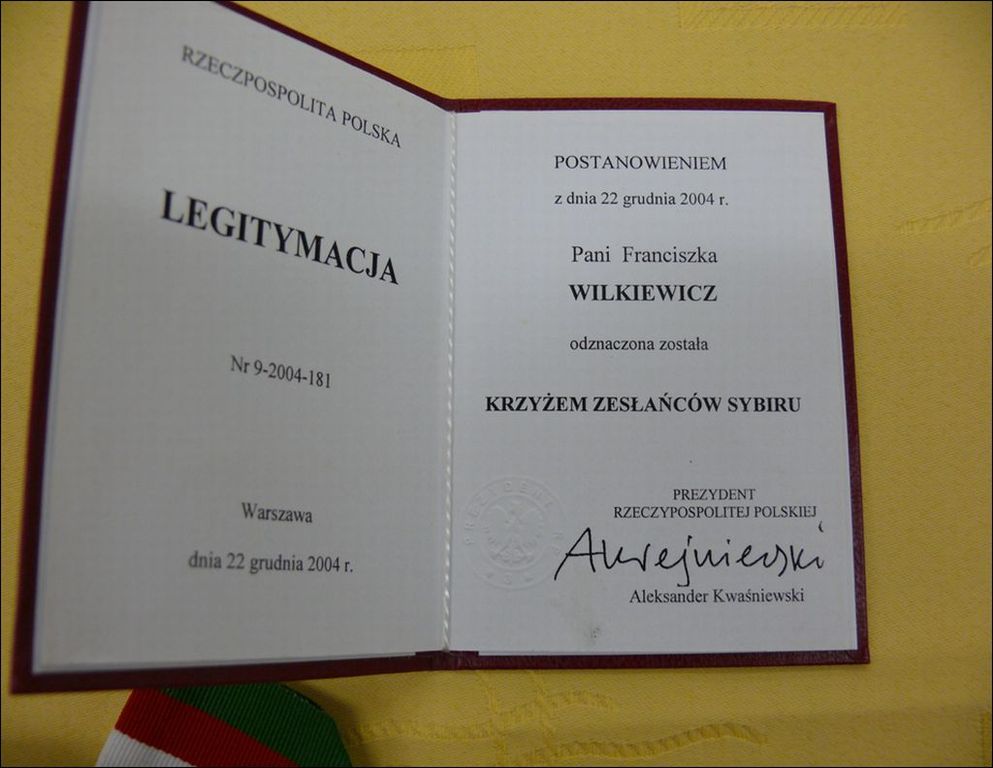 RZECZPOSPOLITA POLSKA
LEGITYMACJA
Nr 9-2004-181
Warszawa
dnia 22 grudnia 2004 r.
POSTANOWIENIEM
z dnia 22 grudnia 2004 r.
Pani Franciszka
WILKIEWICZ
odznaczona została
KRZYŻEM ZESŁAŃCÓW SYBIRU
PREZYDENT
RZECZYPOSPOLITEJ POLSKIEJ
Aleksander Kwaśniewski